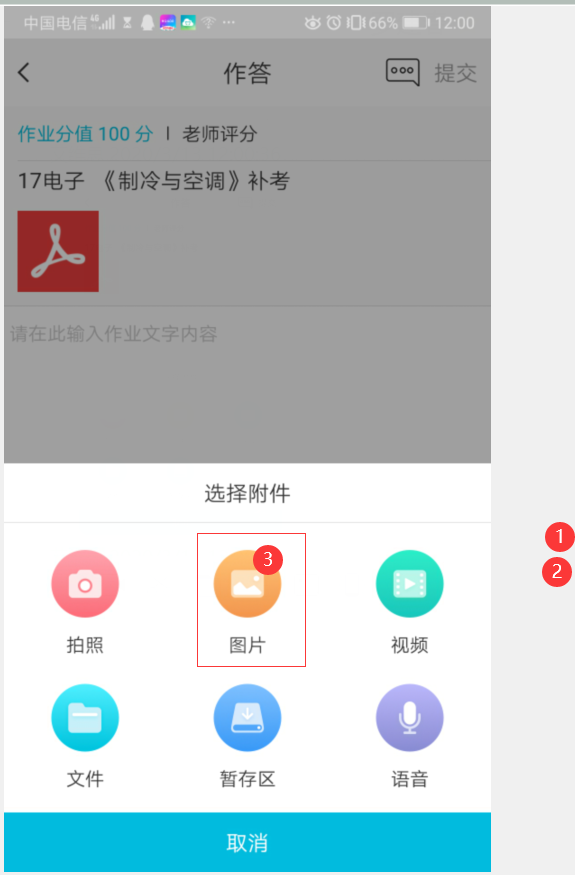 中国电信 4G 66% 12:00
作答 提交
作业分值 100 分 | 老师评分
17电子 《制冷与空调》补考
请在此输入作业文字内容
选择附件
1
3
2
拍照 图片 视频
文件 暂存区 语音
取消